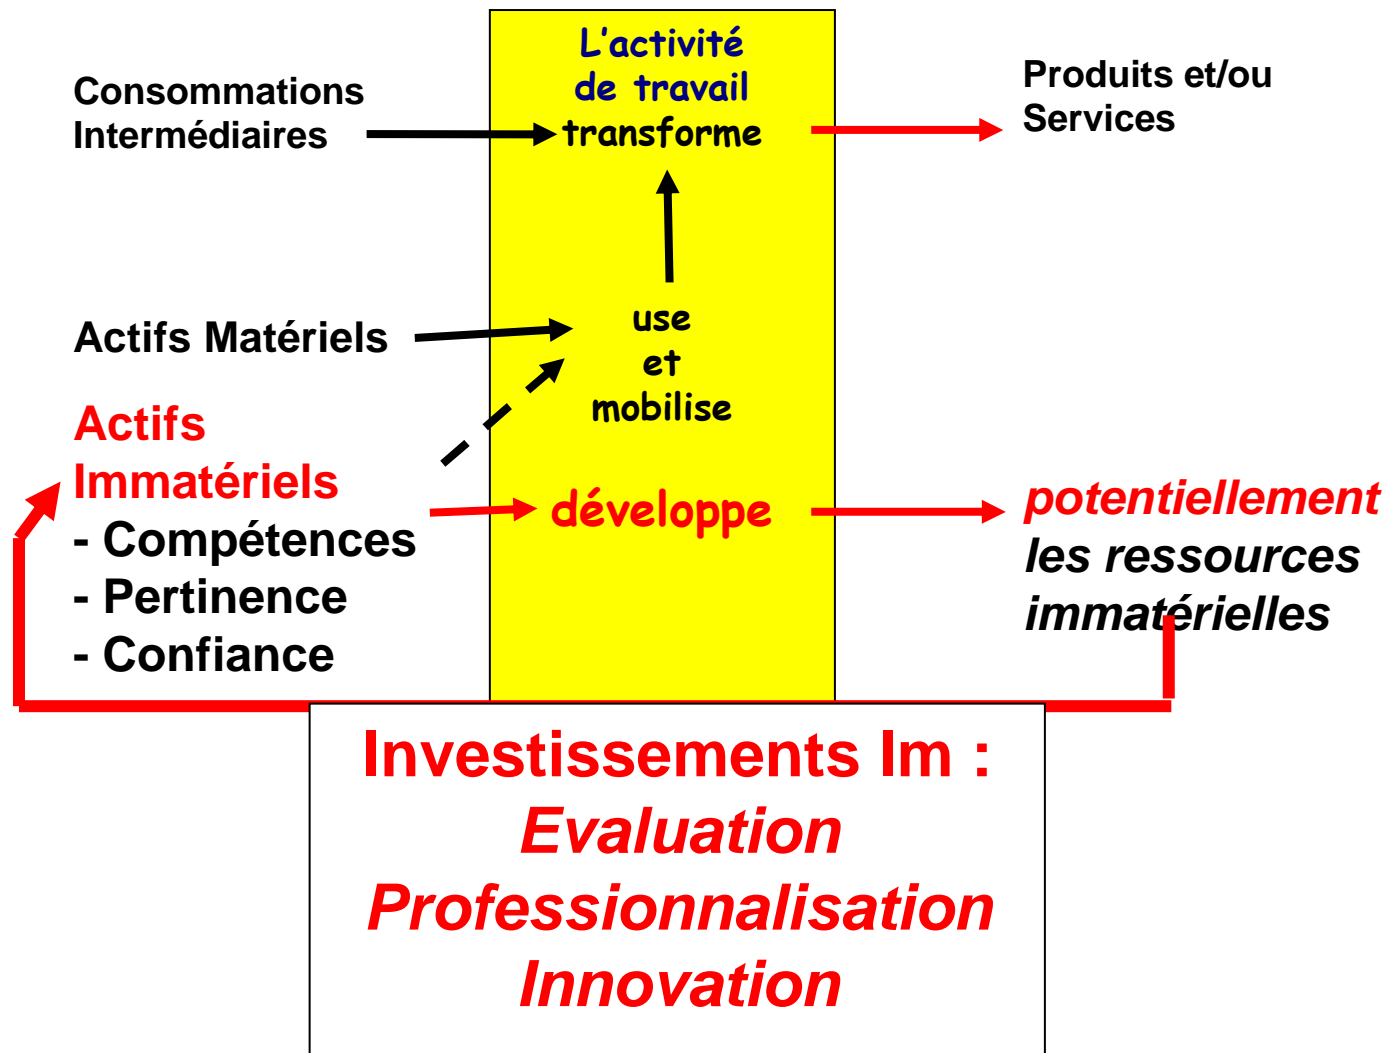 L'activité
de travail
transforme
Consommations
Intermédiaires
Produits et/ou
Services
Actifs Matériels
use
et
mobilise
Actifs
Immatériels
- Compétences
- Pertinence
- Confiance
développe
potentiellement
les ressources
immatérielles
Investissements Im :
Evaluation
Professionnalisation
Innovation